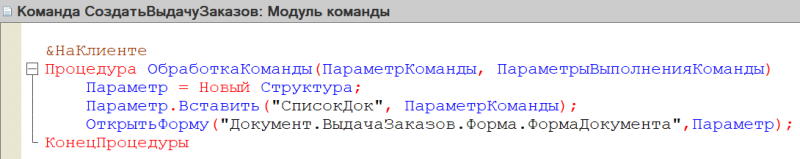 Команда СоздатьВыдачуЗаказов: Модуль команды
&НаКлиенте
Процедура ОбработкаКоманды(ПараметрКоманды, ПараметрыВыполненияКоманды)
Параметр = Новый Структура;
Параметр.Вставить("СписокДок", ПараметрКоманды);
ОткрытьФорму("Документ.ВыдачаЗаказов.Форма.ФормаДокумента",Параметр);
КонецПроцедуры